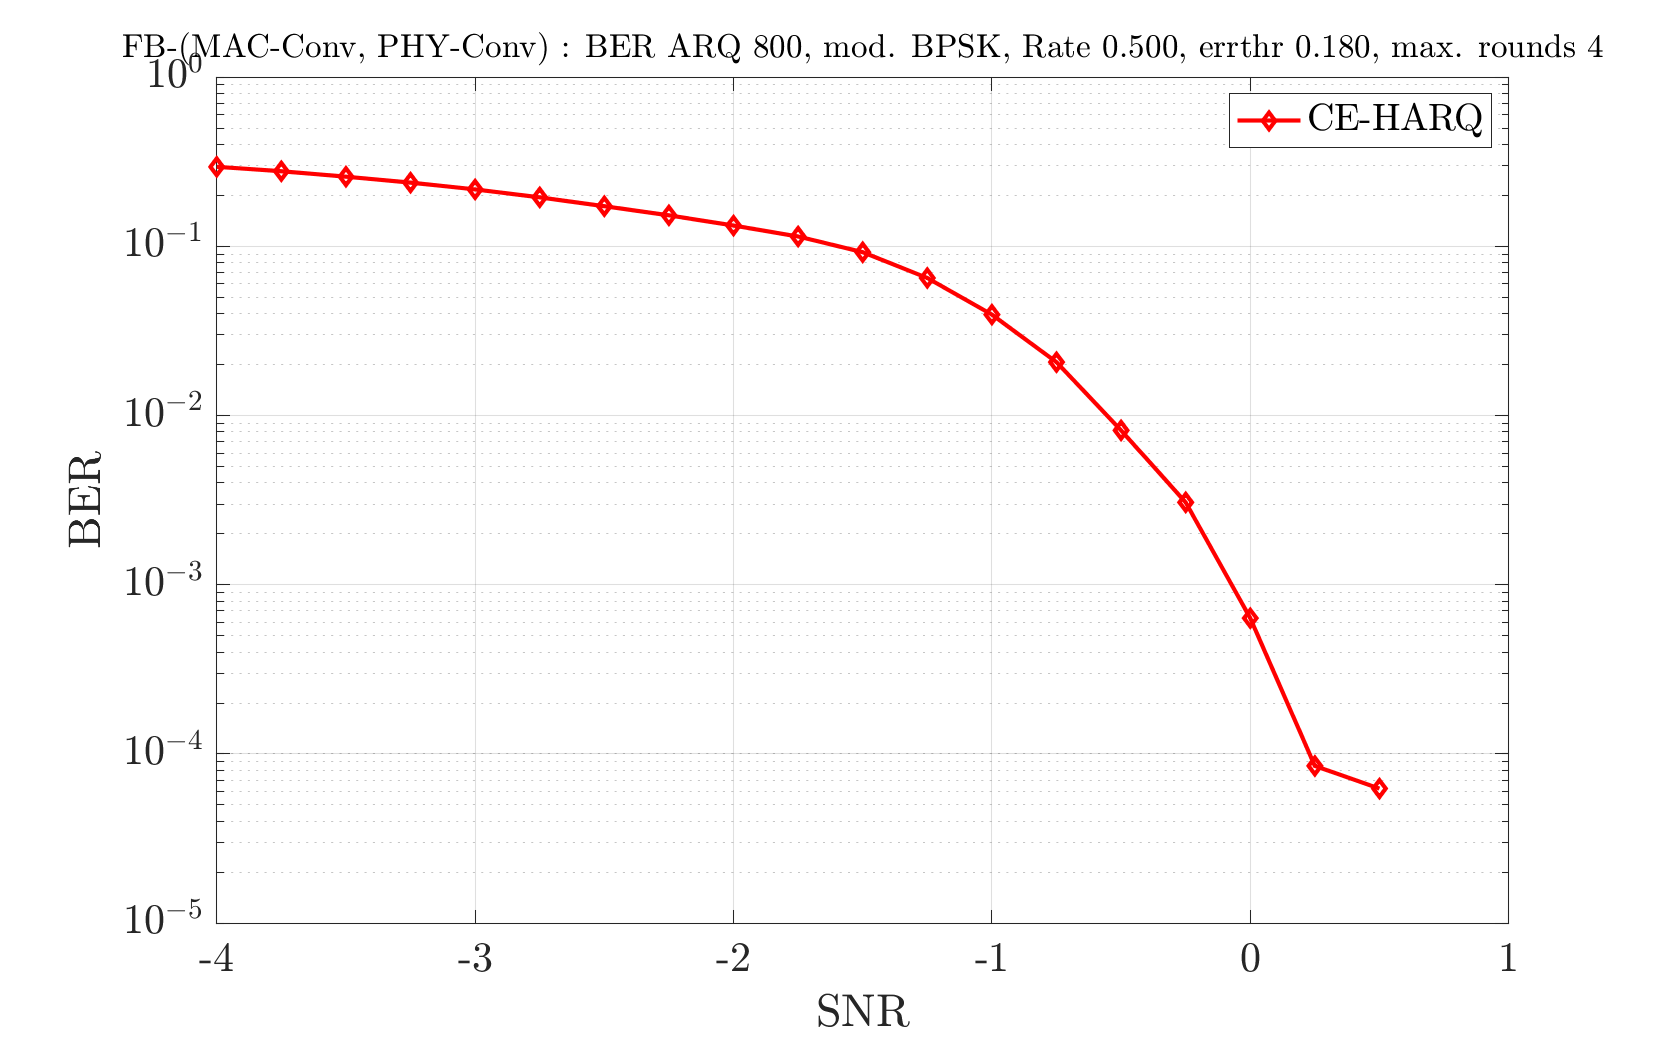 FB-(MAC-Conv, PHY-Conv) : BER ARQ 800, mod. BPSK, Rate 0.500, errthr 0.180, max. rounds 4
10^0
CE-HARQ
10^−1
10^−2
BER
10^−3
10^−4
10^−5
-4 -3 -2 -1 0 1
SNR